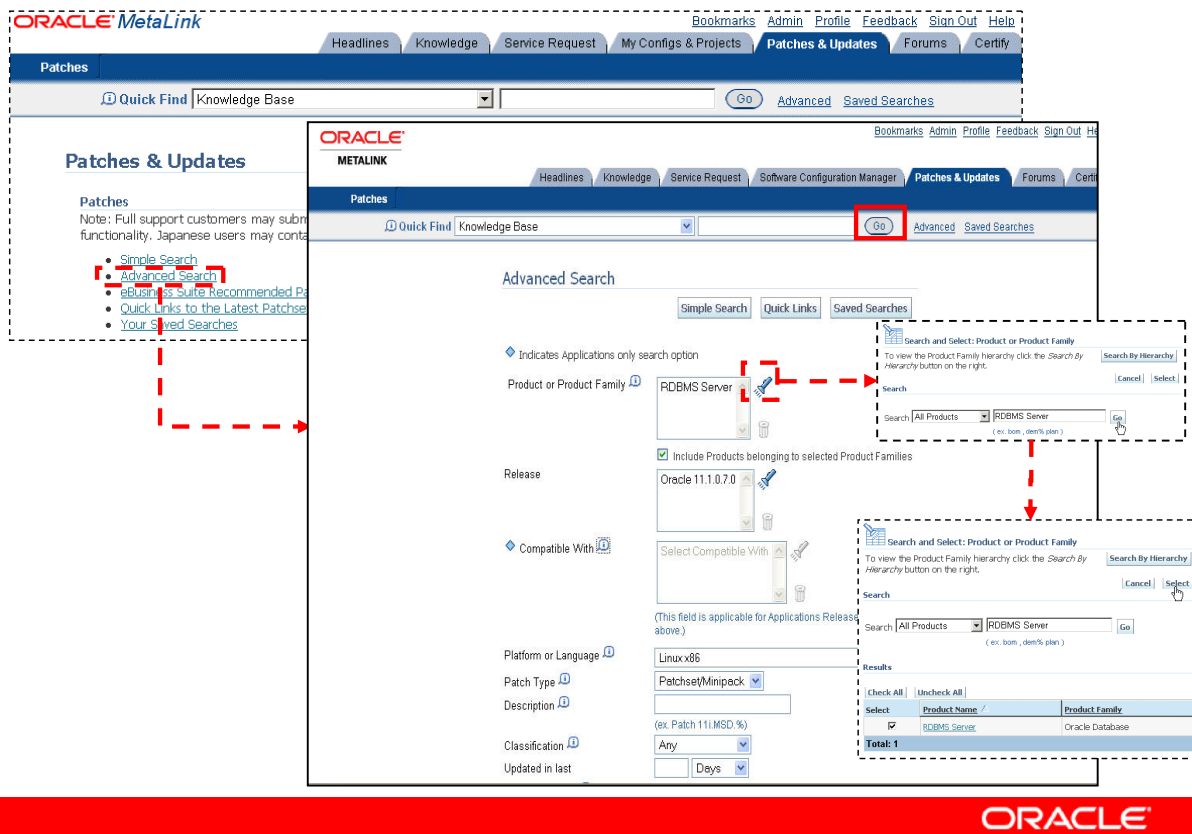 ORACLE MetaLink
Bookmarks Admin Profile Feedback Sign Out Help
Headlines Knowledge Service Request My Configs & Projects Patches & Updates Forums Certify
Patches
Quick Find Knowledge Base Go Advanced Saved Searches
Patches & Updates
Patches
Note: Full support customers may subm
functionality. Japanese users may conta
Simple Search
Advanced Search
eBusiness Suite Recommended Pa
Quick Links to the Latest Patchse
Your Saved Searches
ORACLE
METALINK
Bookmarks Admin Profile Feedback Sign Out He
Headlines Knowledge Service Request Software Configuration Manager Patches & Updates Forums Certi
Patches
Quick Find Knowledge Base Go Advanced Saved Searches
Advanced Search
Simple Search Quick Links Saved Searches
Indicates Applications only search option
Product or Product Family RDBMS Server
Include Products belonging to selected Product Families
Release Oracle 11.1.0.7.0
Compatible With Select Compatible With
(This field is applicable for Applications Release
above.)
Platform or Language Linux x86
Patch Type Patchset/Minipack
Description
(ex. Patch 11i.MSD.%)
Classification Any
Updated in last Days
Search and Select: Product or Product Family
To view the Product Family hierarchy click the Search By
Hierarchy button on the right.
Search By Hierarchy
Cancel Select
Search
Search All Products RDBMS Server Go
( ex. bom , dem% plan )
Search and Select: Product or Product Family
To view the Product Family hierarchy click the Search By
Hierarchy button on the right.
Search By Hierarchy
Cancel Select
Search
Search All Products RDBMS Server Go
( ex. bom , dem% plan )
Results
Check All Uncheck All
Select Product Name Product Family
RDBMS Server Oracle Database
Total: 1
ORACLE